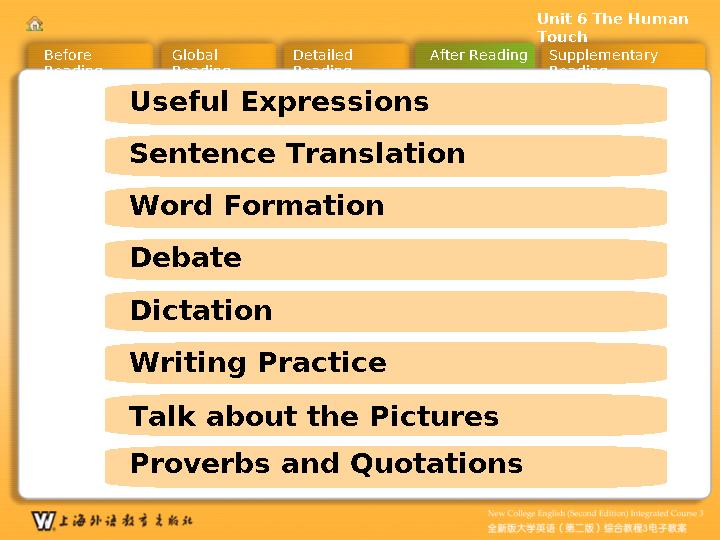 Unit 6 The Human
Touch
Before
Reading
Global
Reading
Detailed
Reading
After Reading
Supplementary
Reading
Useful Expressions
Sentence Translation
Word Formation
Debate
Dictation
Writing Practice
Talk about the Pictures
Proverbs and Quotations
上海外语教育出版社
New College English (Second Edition) Integrated Course 3
全新版大学英语（第二版）综合教程3电子教案